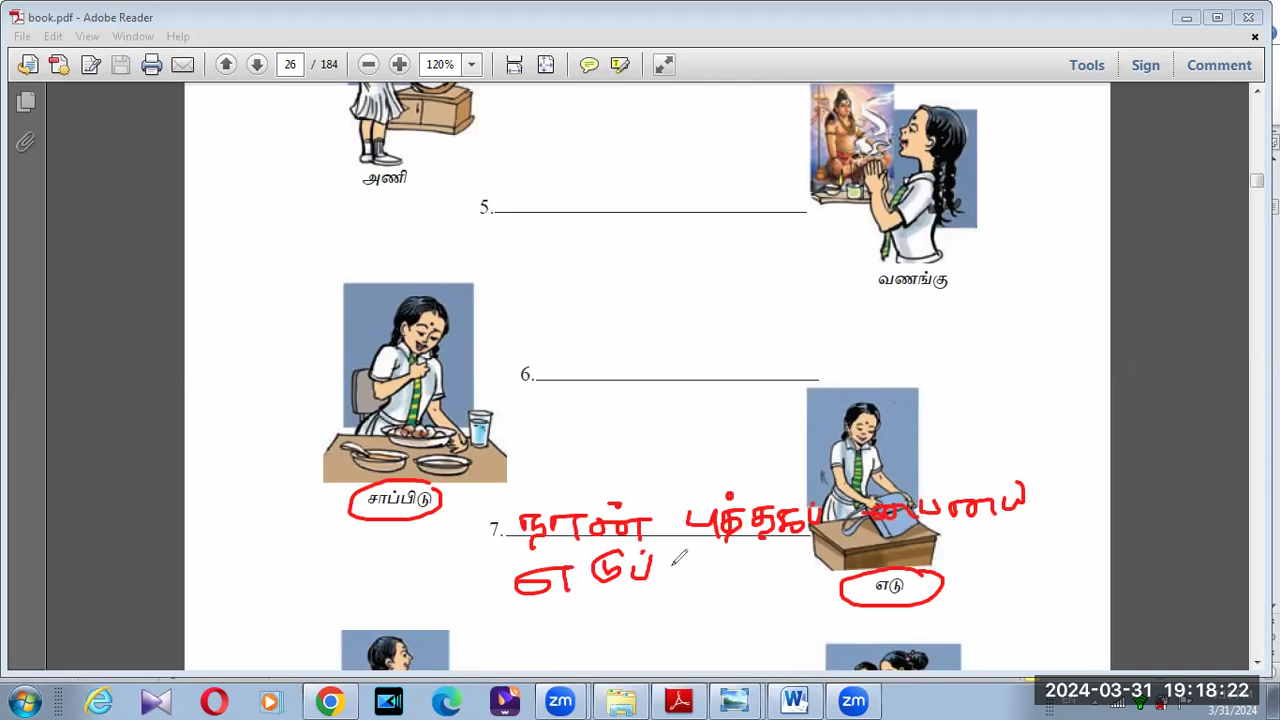 book.pdf - Adobe Reader
File Edit View Window Help
26 / 184 120% Tools Sign Comment
அணி
5.
வணங்கு
6.
சாப்பிடு
7. நான் புத்தகப் பையை
எடுப்
எடு
2024-03-31 19:18:22
3/31/2024